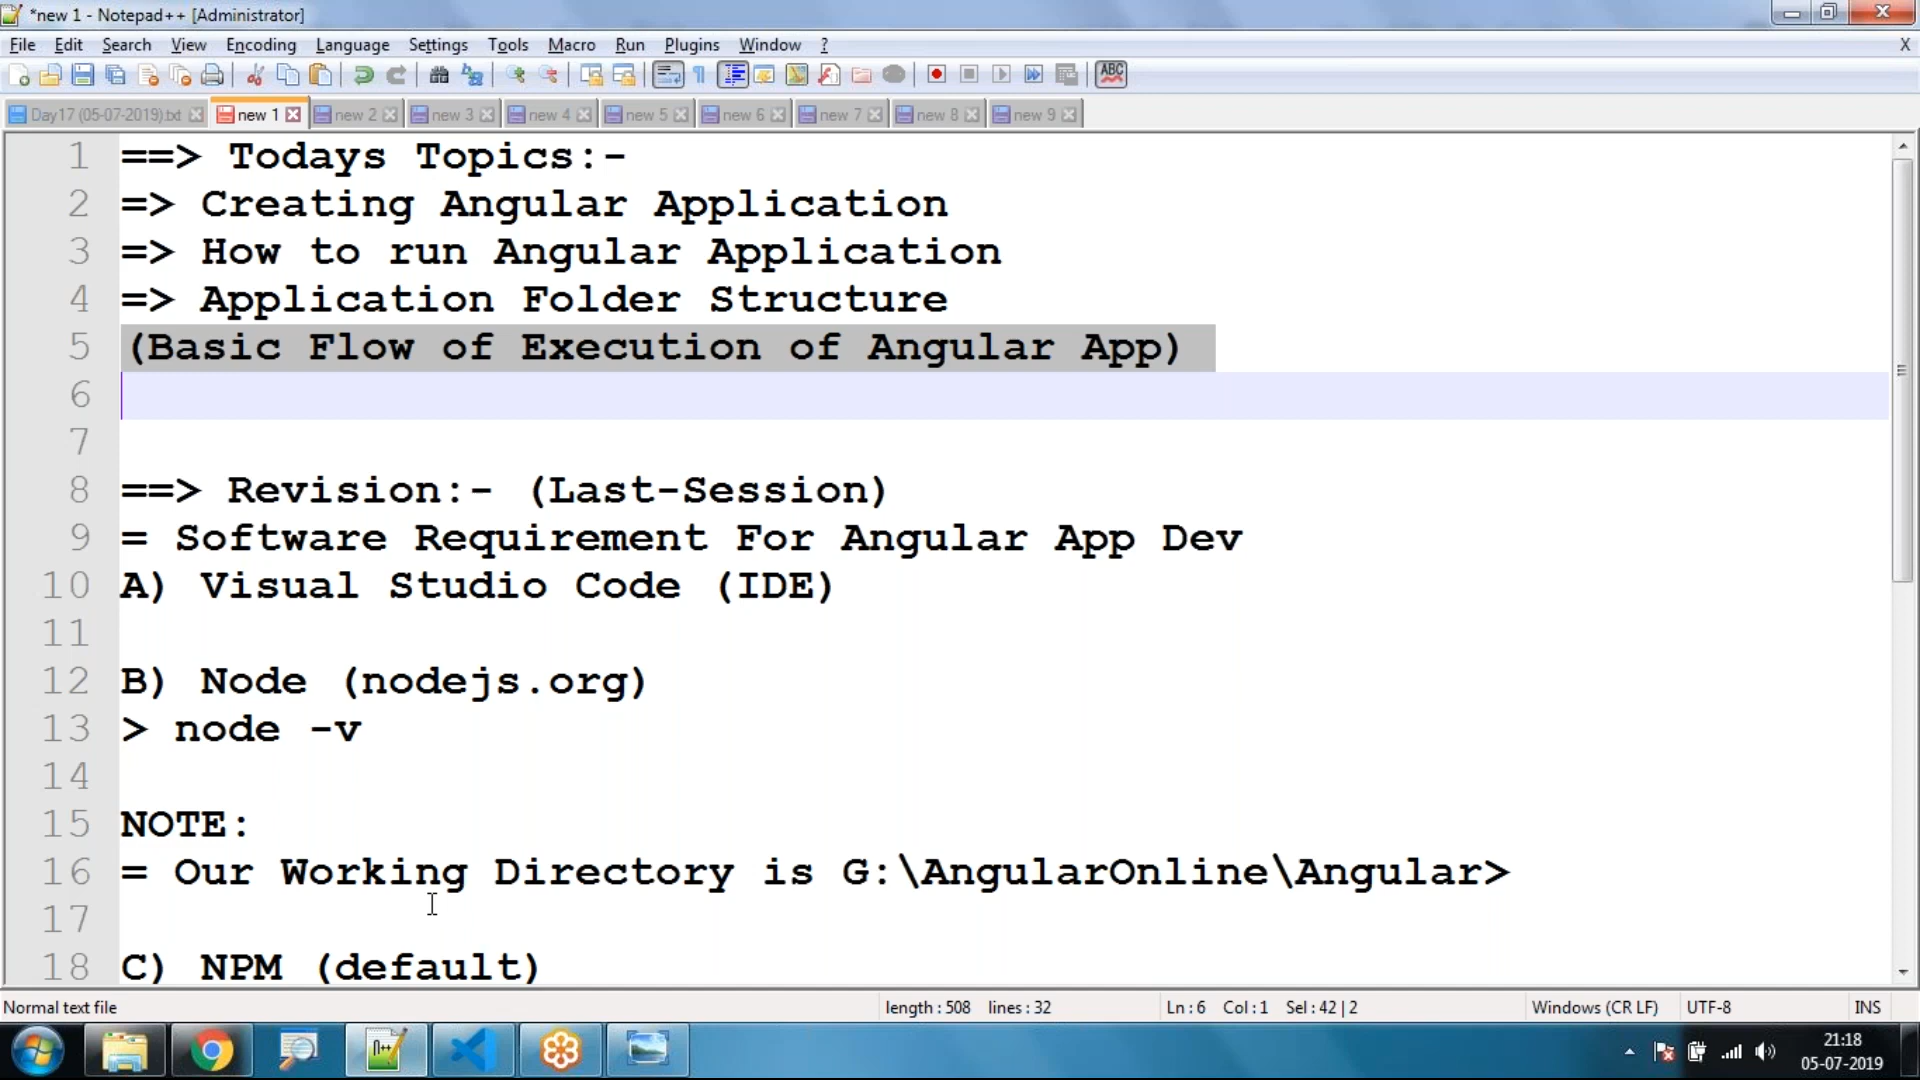 *new 1 - Notepad++ [Administrator]
File Edit Search View Encoding Language Settings Tools Macro Run Plugins Window ? X
ABC
Day17 (05-07-2019).txt new 1 new 2 new 3 new 4 new 5 new 6 new 7 new 8 new 9
1 ==> Todays Topics:-
2 => Creating Angular Application
3 => How to run Angular Application
4 => Application Folder Structure
5 (Basic Flow of Execution of Angular App)
6
7
8 ==> Revision:- (Last-Session)
9 = Software Requirement For Angular App Dev
10 A) Visual Studio Code (IDE)
11
12 B) Node (nodejs.org)
13 > node -v
14
15 NOTE:
16 = Our Working Directory is G:\AngularOnline\Angular>
17
18 C) NPM (default)
Normal text file length : 508 lines : 32 Ln : 6 Col : 1 Sel : 42 | 2 Windows (CR LF) UTF-8 INS
21:18
05-07-2019